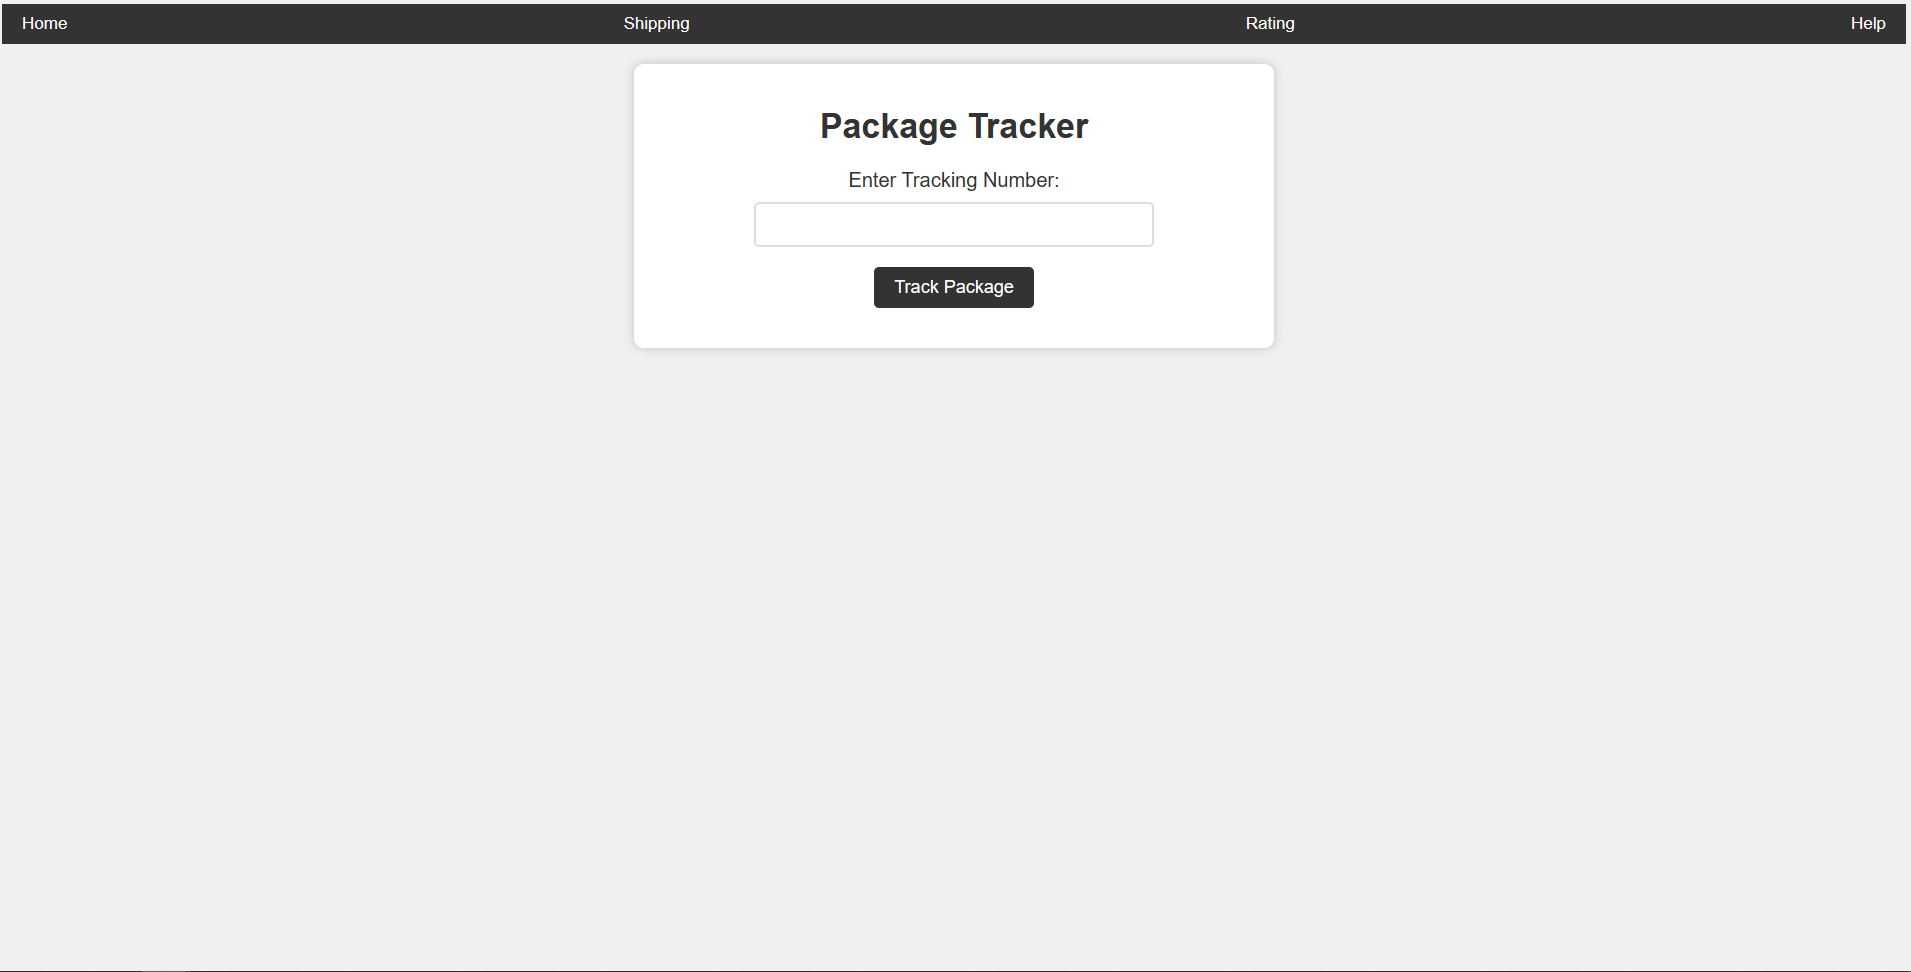 Home Shipping Rating Help
Package Tracker
Enter Tracking Number:
Track Package